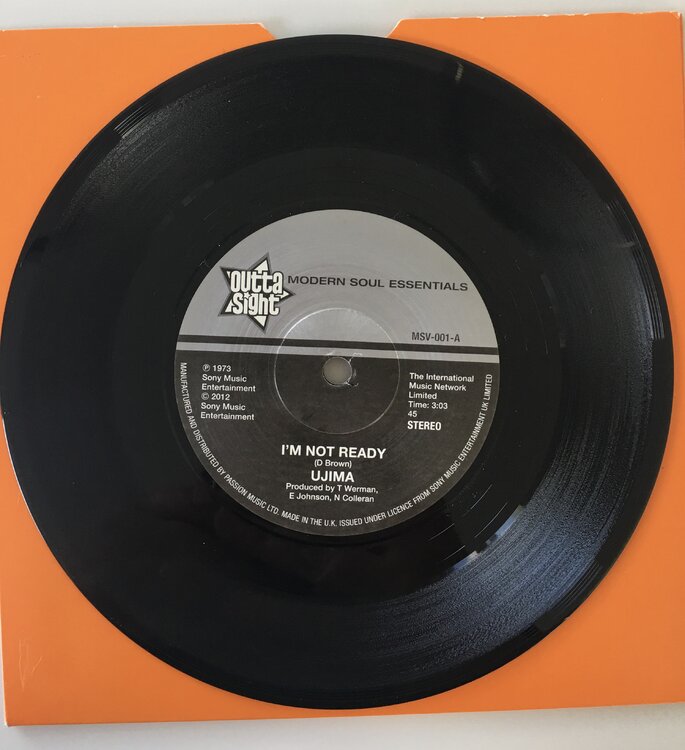 outta
sight
MODERN SOUL ESSENTIALS
MSV-001-A
℗ 1973
Sony Music
Entertainment
© 2012
Sony Music
Entertainment
The International
Music Network
Limited
Time: 3:03
45
STEREO
I'M NOT READY
(D Brown)
UJIMA
Produced by T Werman,
E Johnson, N Colleran
MANUFACTURED AND DISTRIBUTED BY PASSION MUSIC LTD. MADE IN THE U.K. ISSUED UNDER LICENCE FROM SONY MUSIC ENTERTAINMENT UK LIMITED